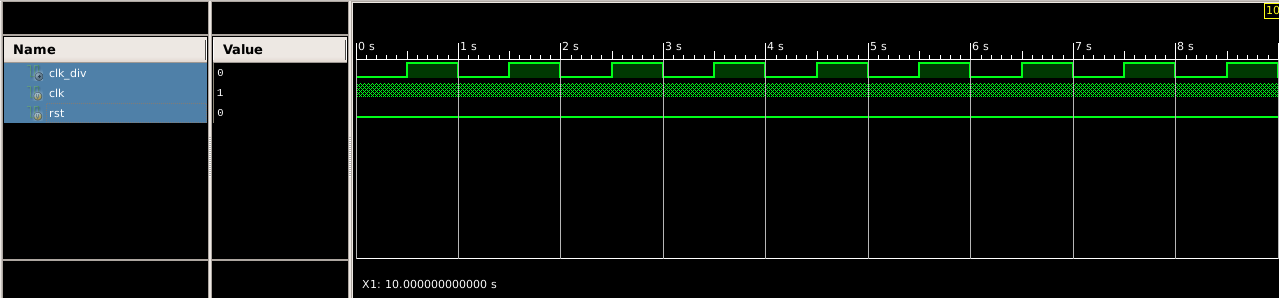 10
Name Value
0 s 1 s 2 s 3 s 4 s 5 s 6 s 7 s 8 s
clk_div 0
clk 1
rst 0
X1: 10.000000000000 s